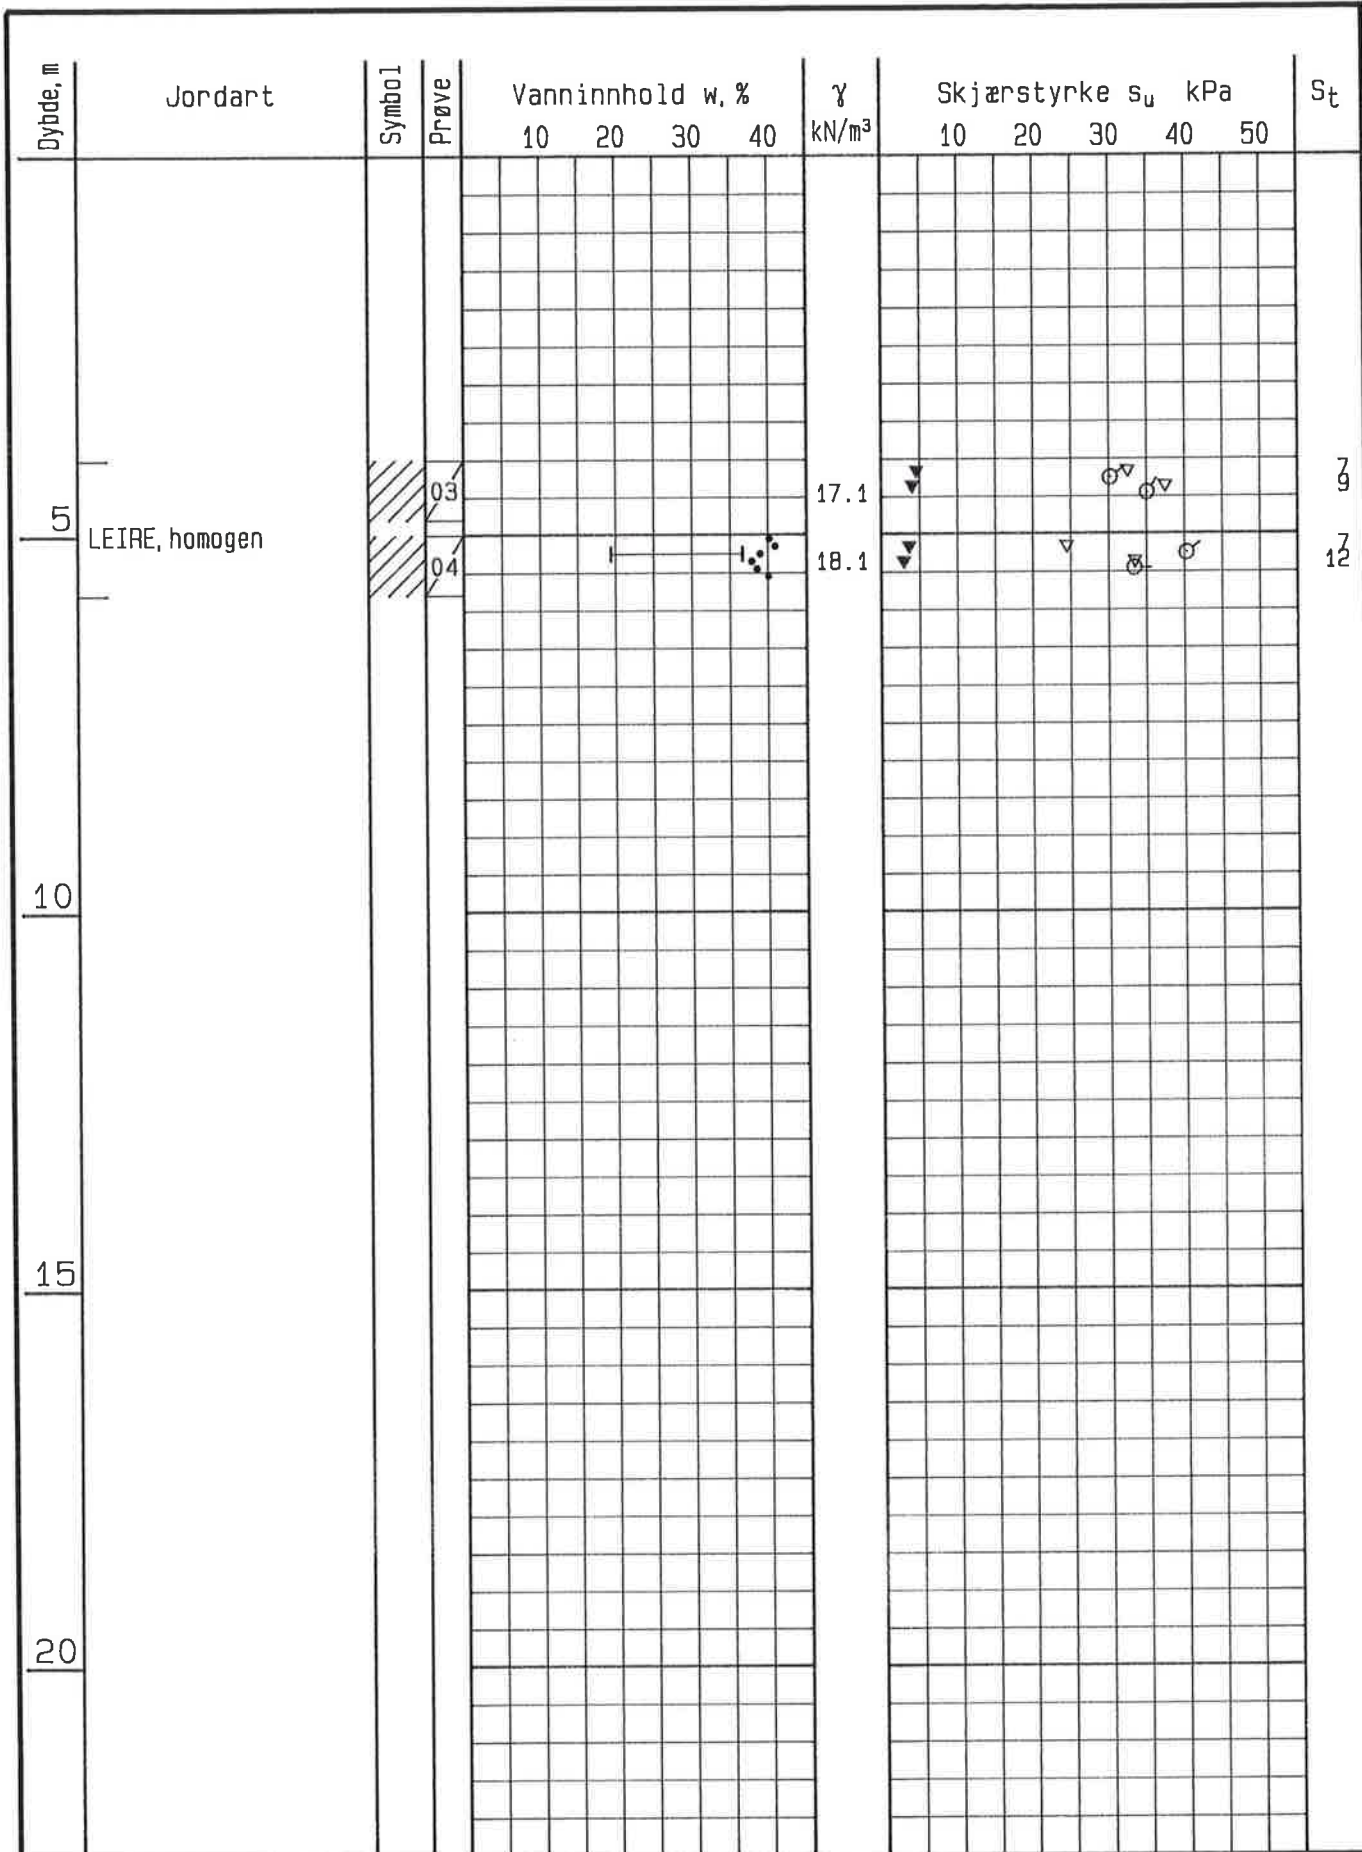 Dybde, m Jordart Symbol Prøve Vanninnhold w, % γ Skjærstyrke su kPa St
10 20 30 40 kN/m³ 10 20 30 40 50
03 17.1 7
9
5 LEIRE, homogen
04 18.1 7
12
10
15
20